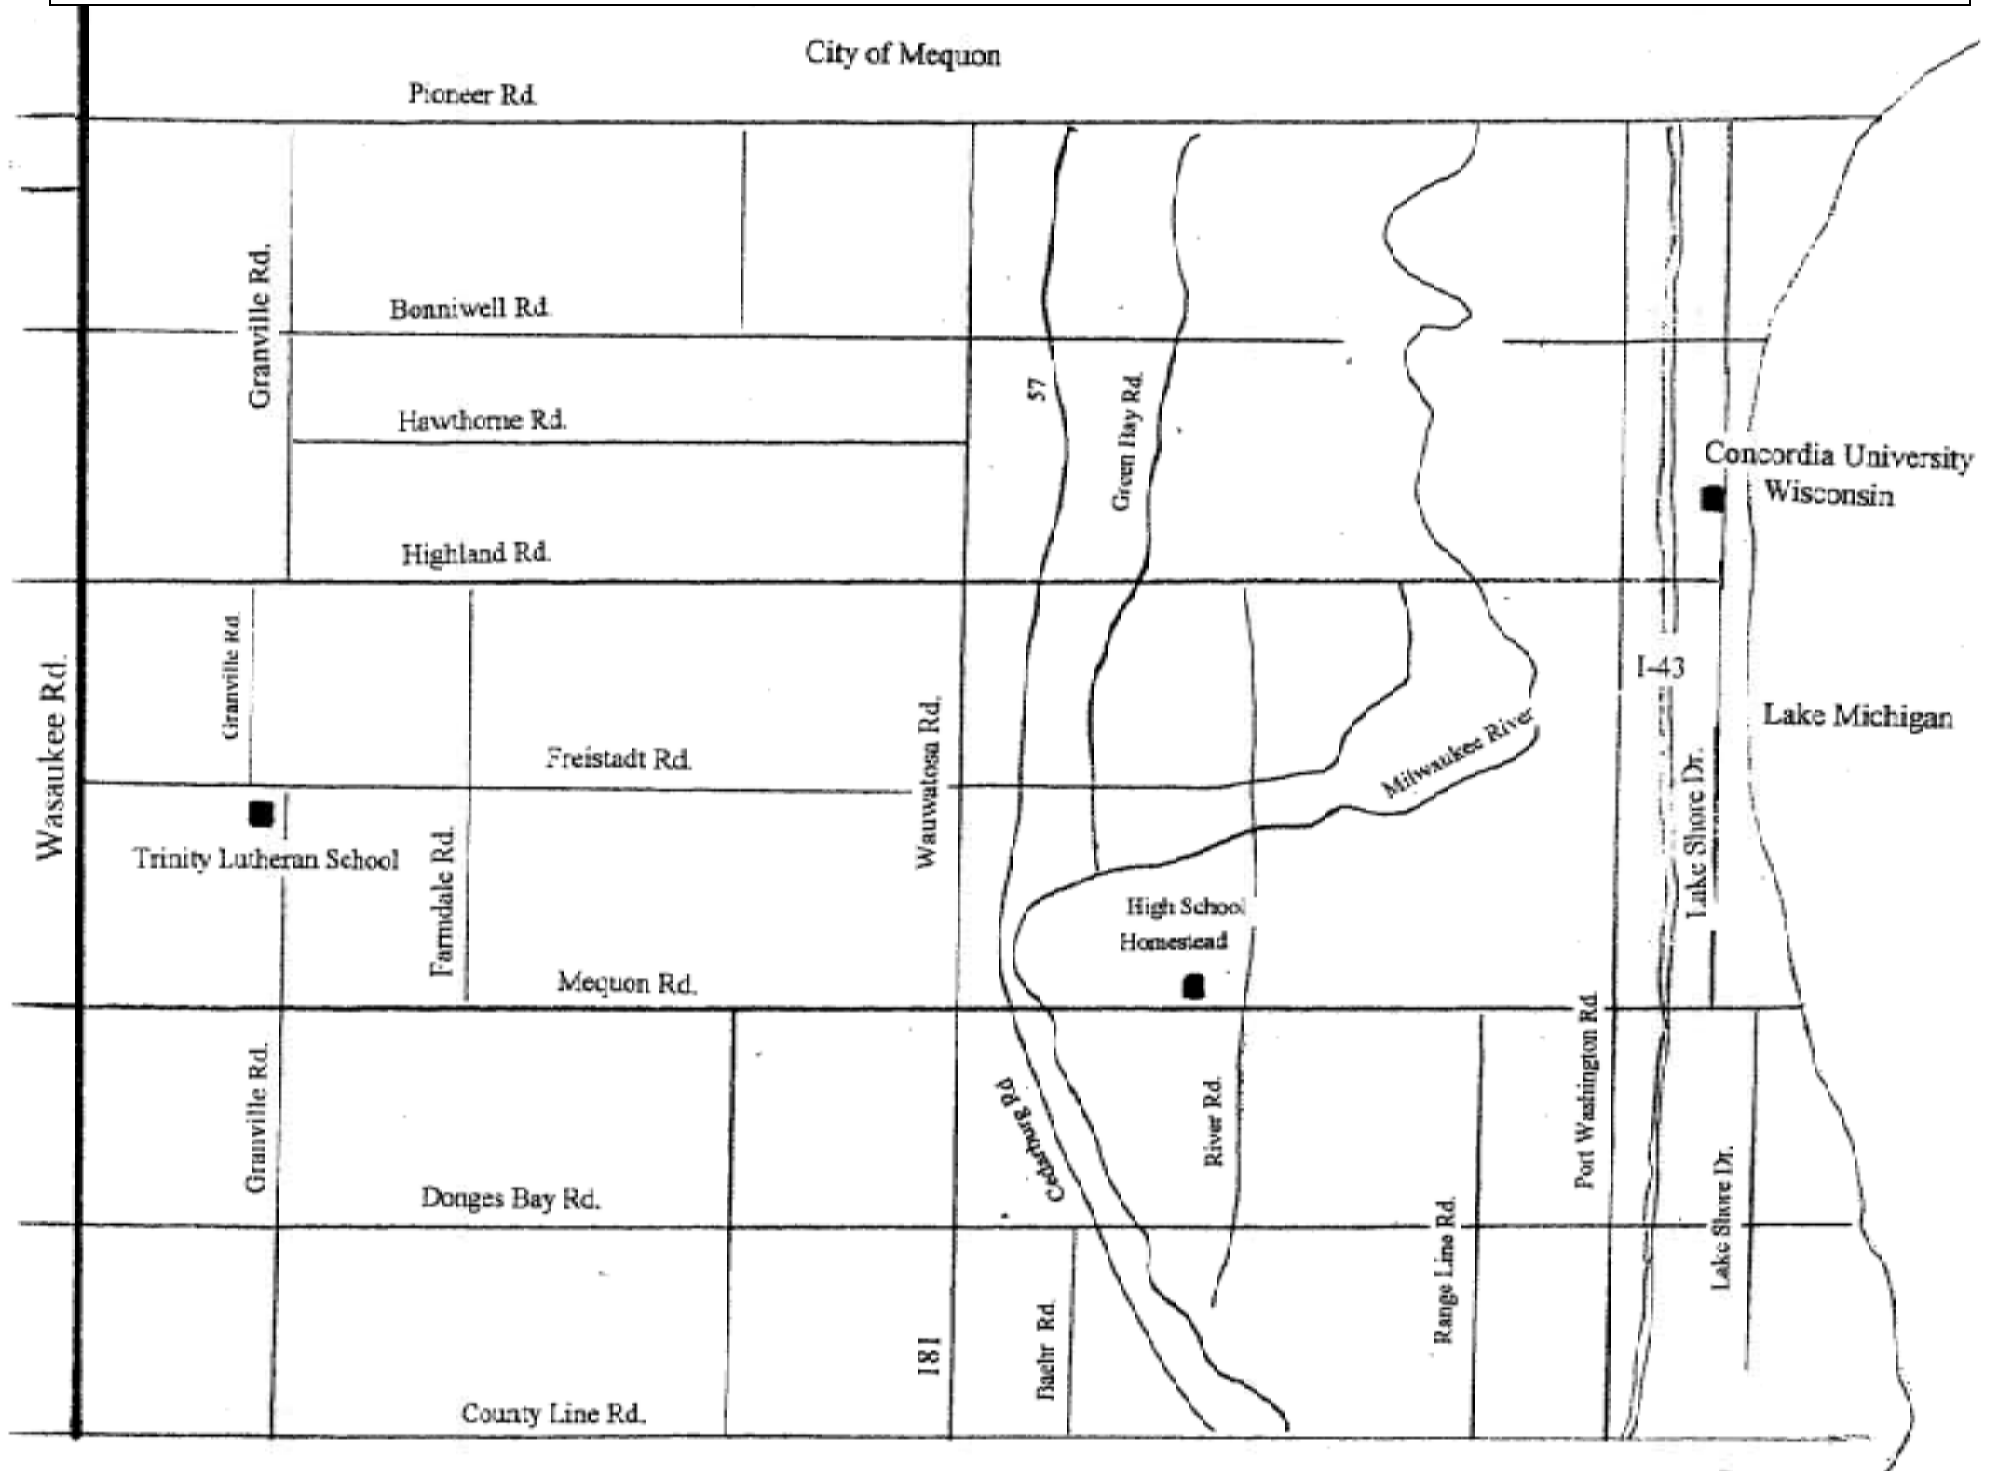 City of Mequon
Pioneer Rd.
Granville Rd.
Bonniwell Rd.
57
Green Bay Rd.
Hawthorne Rd.
Concordia University
Wisconsin
Highland Rd.
Granville Rd.
Wasaukee Rd.
I-43
Lake Michigan
Milwaukee River
Freistadt Rd.
Wauwatosa Rd.
Lake Shore Dr.
Trinity Lutheran School
Farmdale Rd.
High School
Homestead
Mequon Rd.
Port Washington Rd.
Granville Rd.
Cedarburg Rd
River Rd.
Donges Bay Rd.
Lake Shore Dr.
Range Line Rd.
181
Baehr Rd.
County Line Rd.